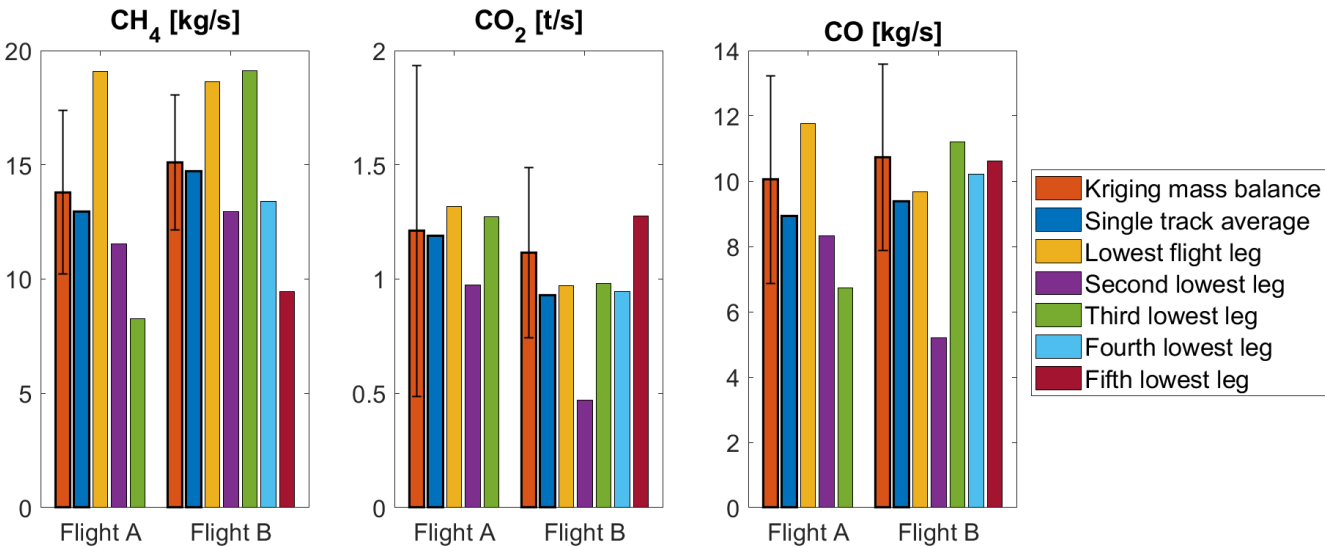 CH4 [kg/s]
20
15
10
5
0
Flight A
Flight B
CO2 [t/s]
2
1.5
1
0.5
0
Flight A
Flight B
CO [kg/s]
14
12
10
8
6
4
2
0
Flight A
Flight B
Kriging mass balance
Single track average
Lowest flight leg
Second lowest leg
Third lowest leg
Fourth lowest leg
Fifth lowest leg